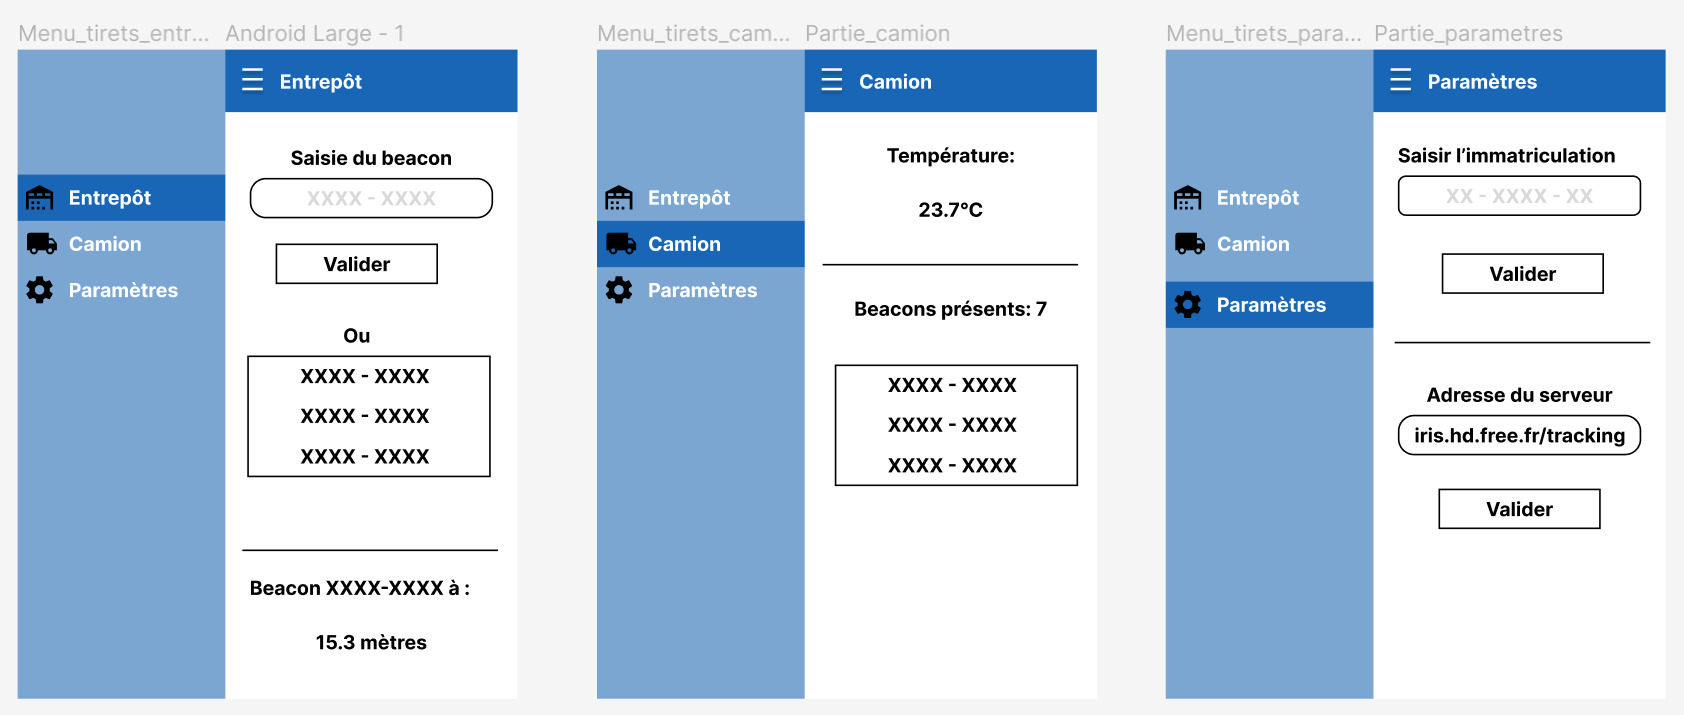 Menu_tirets_entr...
Android Large - 1
Entrepôt
Camion
Paramètres
Entrepôt
Saisie du beacon
XXXX - XXXX
Valider
Ou
XXXX - XXXX
XXXX - XXXX
XXXX - XXXX
Beacon XXXX-XXXX à :
15.3 mètres
Menu_tirets_cam...
Partie_camion
Entrepôt
Camion
Paramètres
Camion
Température:
23.7°C
Beacons présents: 7
XXXX - XXXX
XXXX - XXXX
XXXX - XXXX
Menu_tirets_para...
Partie_parametres
Entrepôt
Camion
Paramètres
Paramètres
Saisir l’immatriculation
XX - XXXX - XX
Valider
Adresse du serveur
iris.hd.free.fr/tracking
Valider